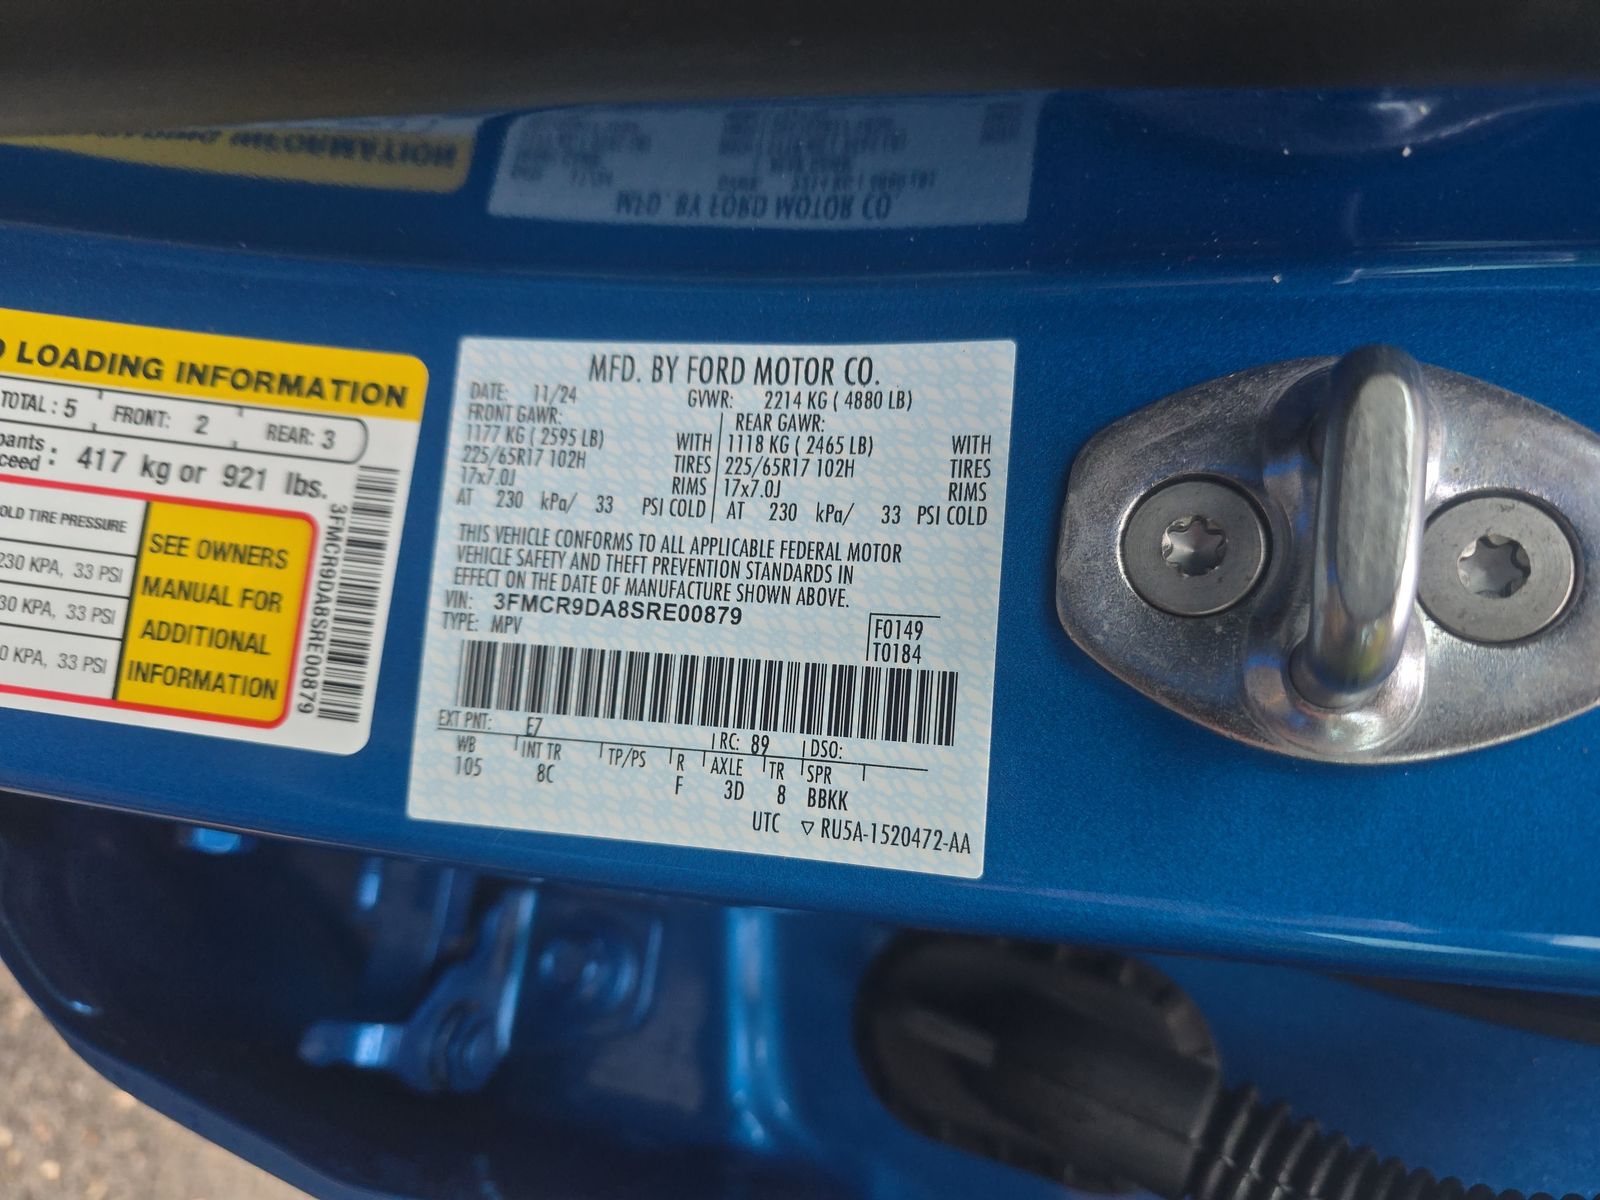 O LOADING INFORMATION
TOTAL : 5 FRONT: 2 REAR: 3
pants
ceed : 417 kg or 921 lbs.
OLD TIRE PRESSURE
230 KPA, 33 PSI
30 KPA, 33 PSI
0 KPA, 33 PSI
SEE OWNERS
MANUAL FOR
ADDITIONAL
INFORMATION
3FMCR9DA8SRE00879
MFD. BY FORD MOTOR CO.
DATE: 11/24 GVWR: 2214 KG ( 4880 LB)
FRONT GAWR: REAR GAWR:
1177 KG ( 2595 LB) WITH 1118 KG ( 2465 LB) WITH
225/65R17 102H TIRES 225/65R17 102H TIRES
17x7.0J RIMS 17x7.0J RIMS
AT 230 kPa/ 33 PSI COLD AT 230 kPa/ 33 PSI COLD
THIS VEHICLE CONFORMS TO ALL APPLICABLE FEDERAL MOTOR
VEHICLE SAFETY AND THEFT PREVENTION STANDARDS IN
EFFECT ON THE DATE OF MANUFACTURE SHOWN ABOVE.
VIN: 3FMCR9DA8SRE00879
TYPE: MPV
F0149
T0184
EXT PNT: E7 RC: 89 DSO:
WB INT TR TP/PS R AXLE TR SPR
105 8C F 3D 8 BBKK
UTC ▽ RU5A-1520472-AA